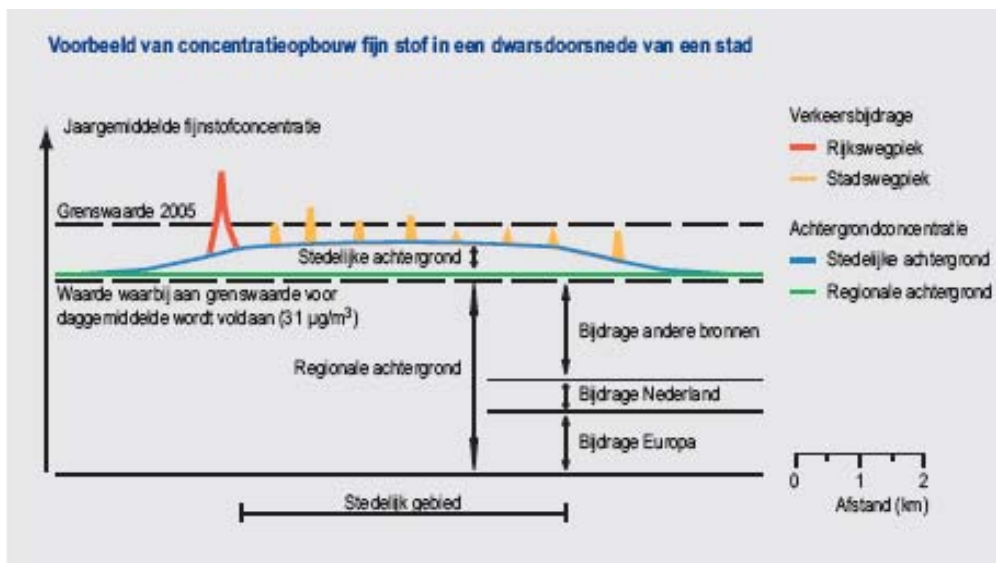 Voorbeeld van concentratieopbouw fijn stof in een dwarsdoorsnede van een stad
Jaargemiddelde fijnstofconcentratie
Grenswaarde 2005
Stedelijke achtergrond
Waarde waarbij aan grenswaarde voor
daggemiddelde wordt voldaan (31 µg/m³)
Regionale achtergrond
Bijdrage andere bronnen
Bijdrage Nederland
Bijdrage Europa
Stedelijk gebied
Verkeersbijdrage
Rijkswegpiek
Stadswegpiek
Achtergrondconcentratie
Stedelijke achtergrond
Regionale achtergrond
0 1 2
Afstand (km)